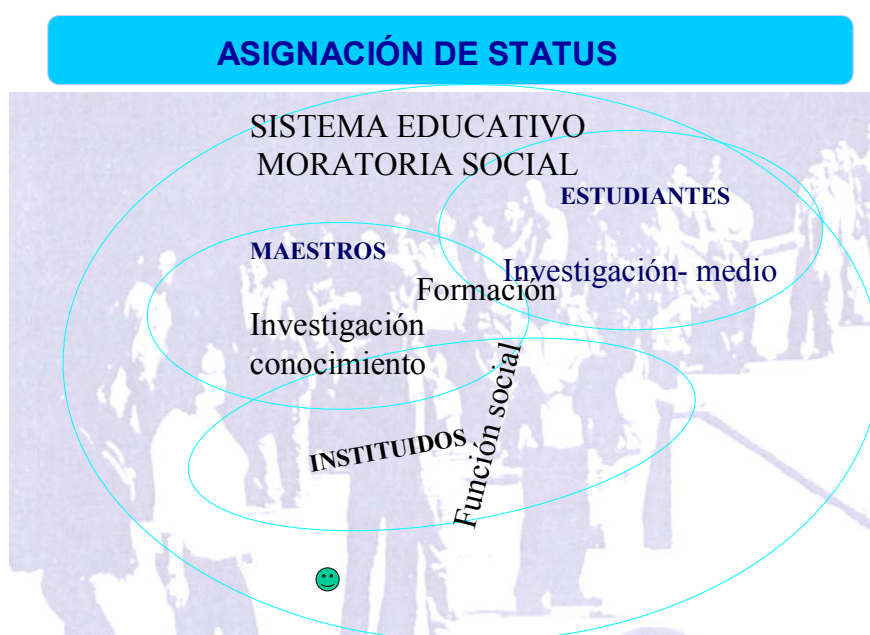 ASIGNACIÓN DE STATUS
SISTEMA EDUCATIVO
MORATORIA SOCIAL
ESTUDIANTES
MAESTROS
Investigación- medio
Formación
Investigación
conocimiento
INSTITUIDOS
Función social